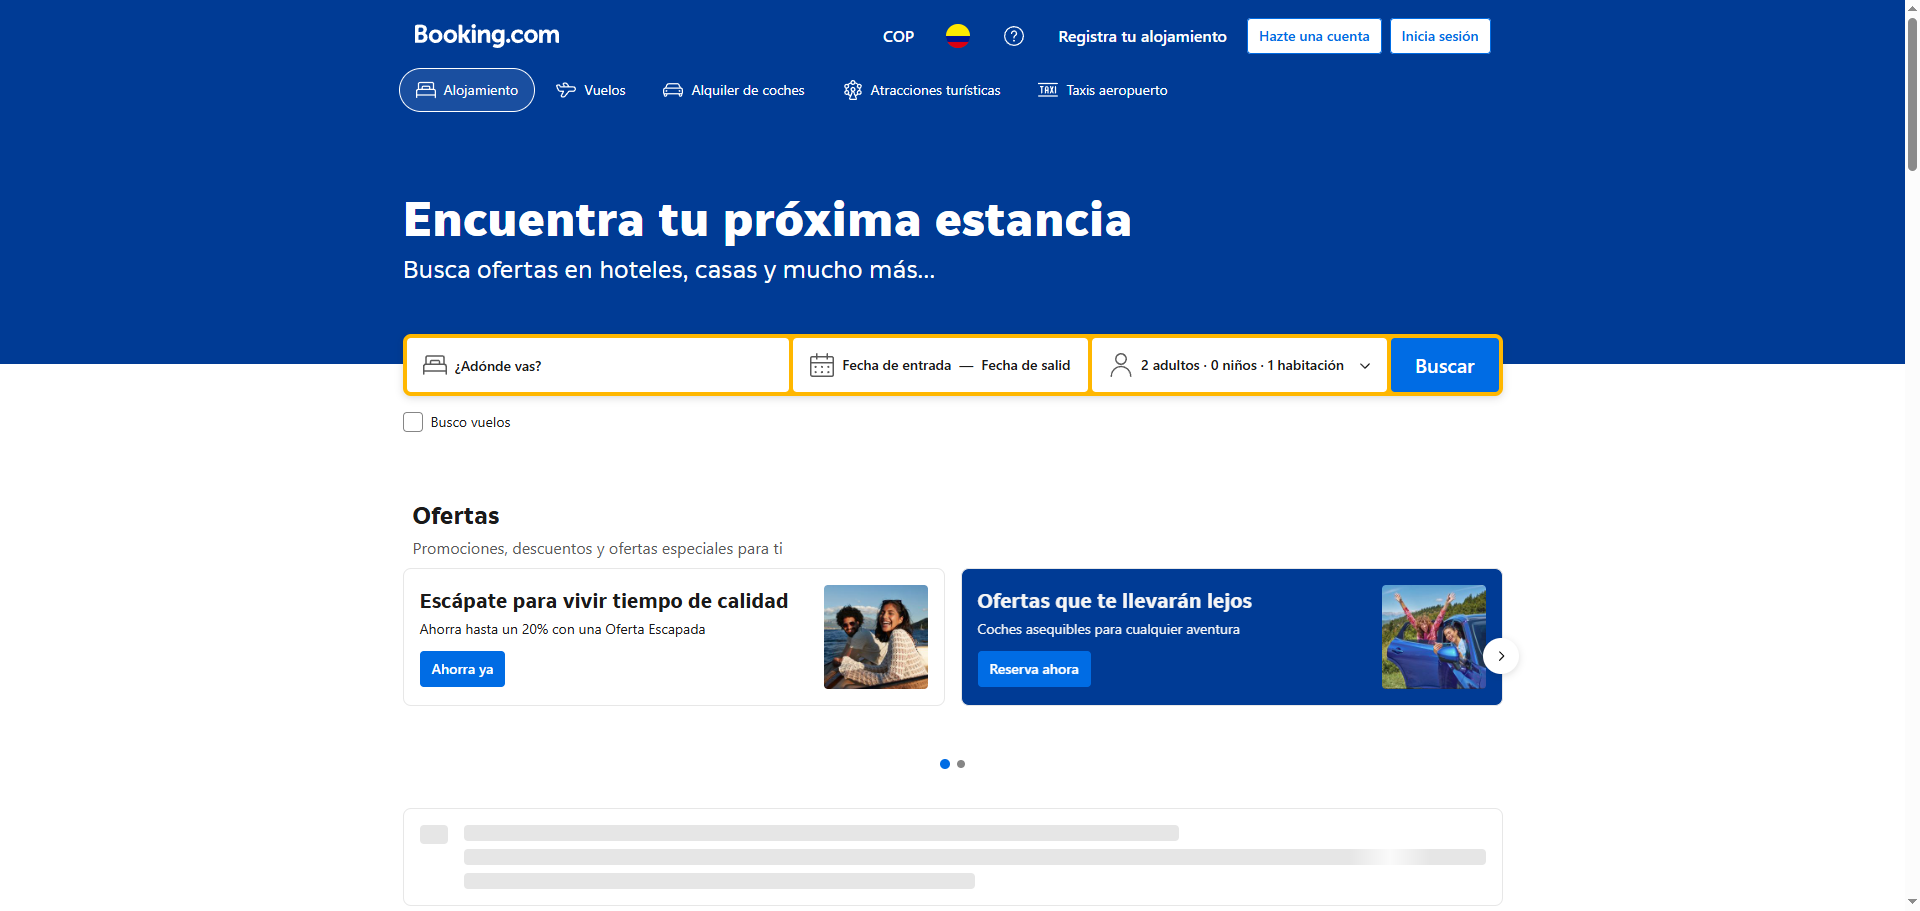 Booking.com
COP
Registra tu alojamiento
Hazte una cuenta
Inicia sesión
Alojamiento
Vuelos
Alquiler de coches
Atracciones turísticas
TAXI
Taxis aeropuerto
Encuentra tu próxima estancia
Busca ofertas en hoteles, casas y mucho más...
¿Adónde vas?
Fecha de entrada — Fecha de salid
2 adultos · 0 niños · 1 habitación
Buscar
Busco vuelos
Ofertas
Promociones, descuentos y ofertas especiales para ti
Escápate para vivir tiempo de calidad
Ahorra hasta un 20% con una Oferta Escapada
Ahorra ya
Ofertas que te llevarán lejos
Coches asequibles para cualquier aventura
Reserva ahora